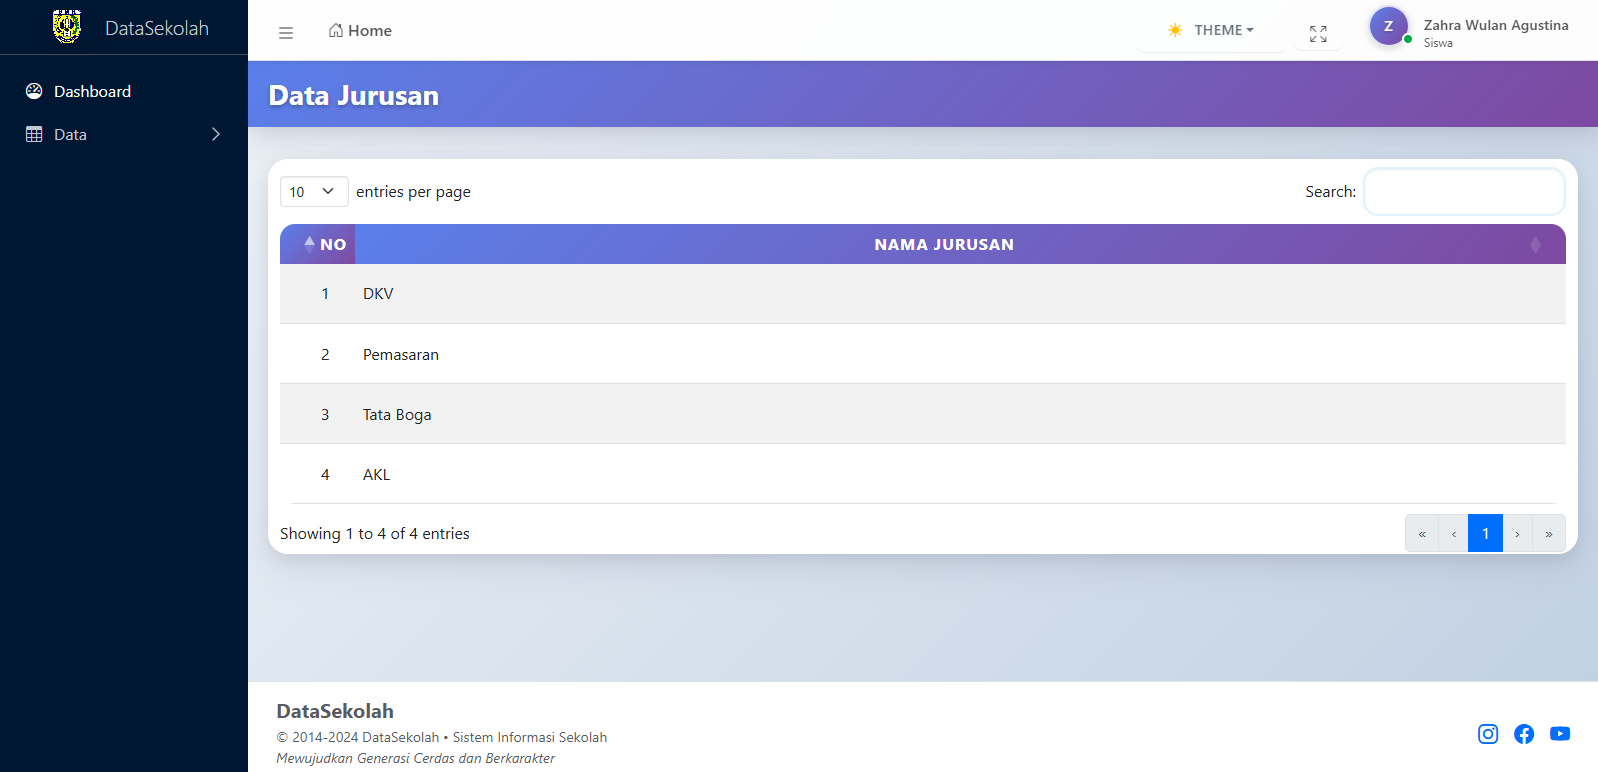 DataSekolah
Home
THEME
Z
Zahra Wulan Agustina
Siswa
Dashboard
Data
Data Jurusan
10 entries per page
Search:
NO NAMA JURUSAN
1 DKV
2 Pemasaran
3 Tata Boga
4 AKL
Showing 1 to 4 of 4 entries
« ‹ 1 › »
DataSekolah
© 2014-2024 DataSekolah • Sistem Informasi Sekolah
Mewujudkan Generasi Cerdas dan Berkarakter